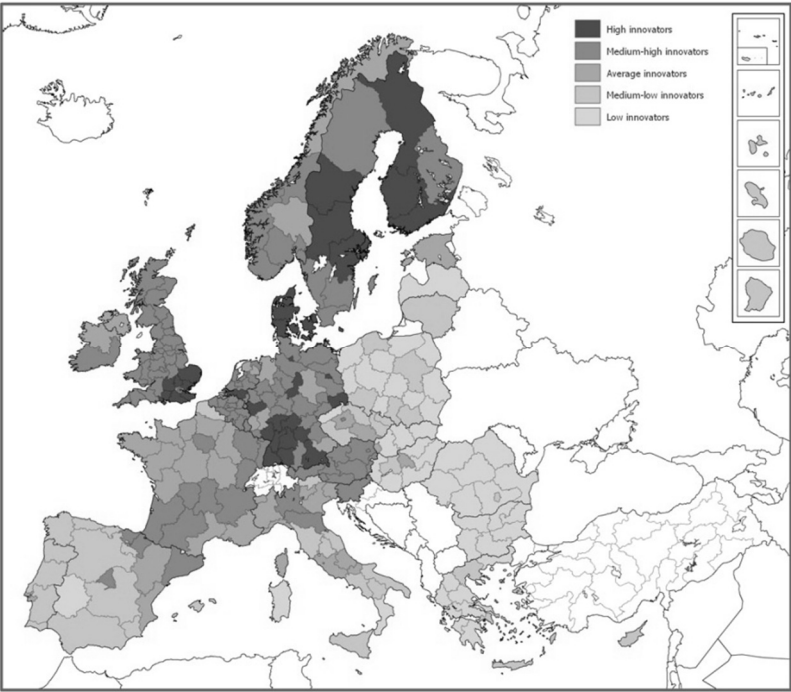 High innovators
Medium-high innovators
Average innovators
Medium-low innovators
Low innovators